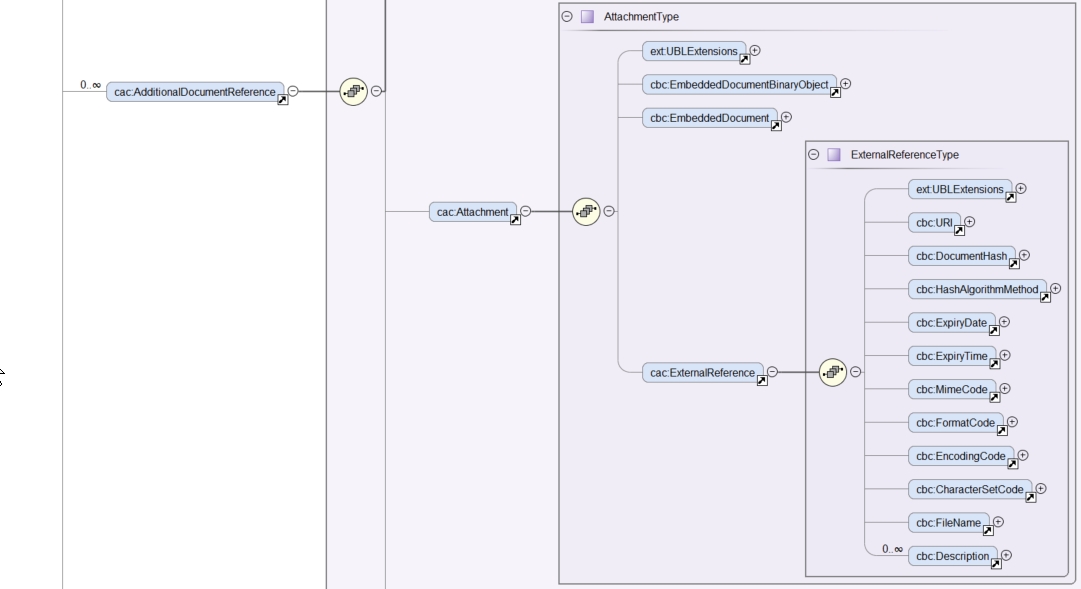 AttachmentType
ext:UBLExtensions
0..∞
cac:AdditionalDocumentReference
cbc:EmbeddedDocumentBinaryObject
cbc:EmbeddedDocument
ExternalReferenceType
ext:UBLExtensions
cac:Attachment
cbc:URI
cbc:DocumentHash
cbc:HashAlgorithmMethod
cbc:ExpiryDate
cbc:ExpiryTime
cac:ExternalReference
cbc:MimeCode
cbc:FormatCode
cbc:EncodingCode
cbc:CharacterSetCode
cbc:FileName
0..∞
cbc:Description